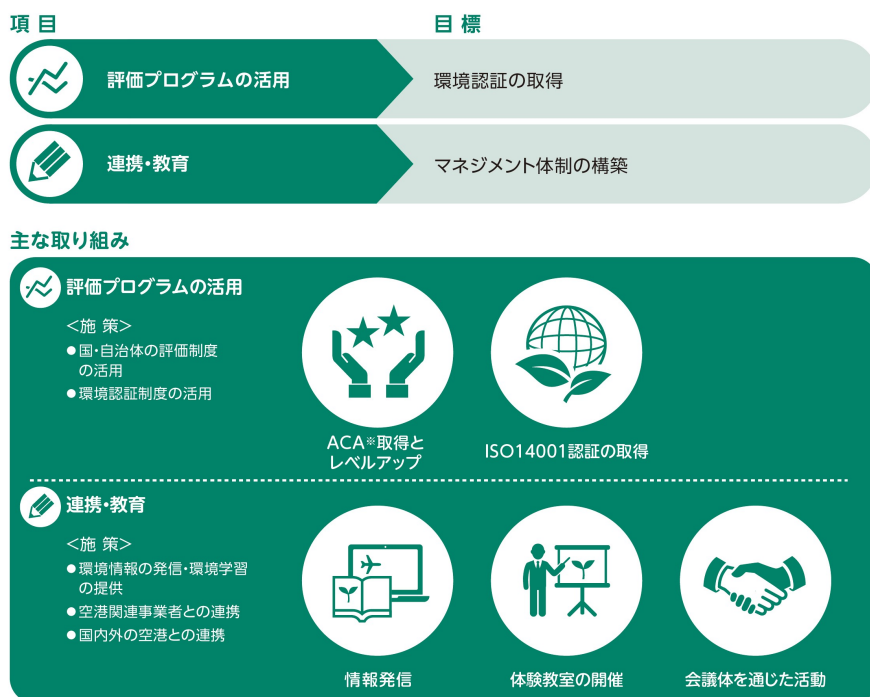 項目 目標
評価プログラムの活用 環境認証の取得
連携・教育 マネジメント体制の構築
主な取り組み
評価プログラムの活用
＜施 策＞
●国・自治体の評価制度
の活用
●環境認証制度の活用
ACA※取得と
レベルアップ
ISO14001認証の取得
連携・教育
＜施 策＞
●環境情報の発信・環境学習
の提供
●空港関連事業者との連携
●国内外の空港との連携
情報発信
体験教室の開催
会議体を通じた活動